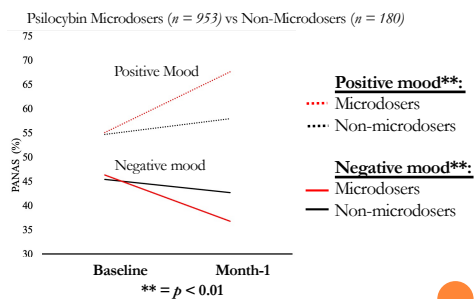 Psilocybin Microdosers (n = 953) vs Non-Microdosers (n = 180)
75
70
65
60
55
50
45
40
35
30
PANAS (%)
Positive Mood
Negative mood
Baseline
Month-1
** = p < 0.01
Positive mood**:
Microdosers
Non-microdosers
Negative mood**:
Microdosers
Non-microdosers